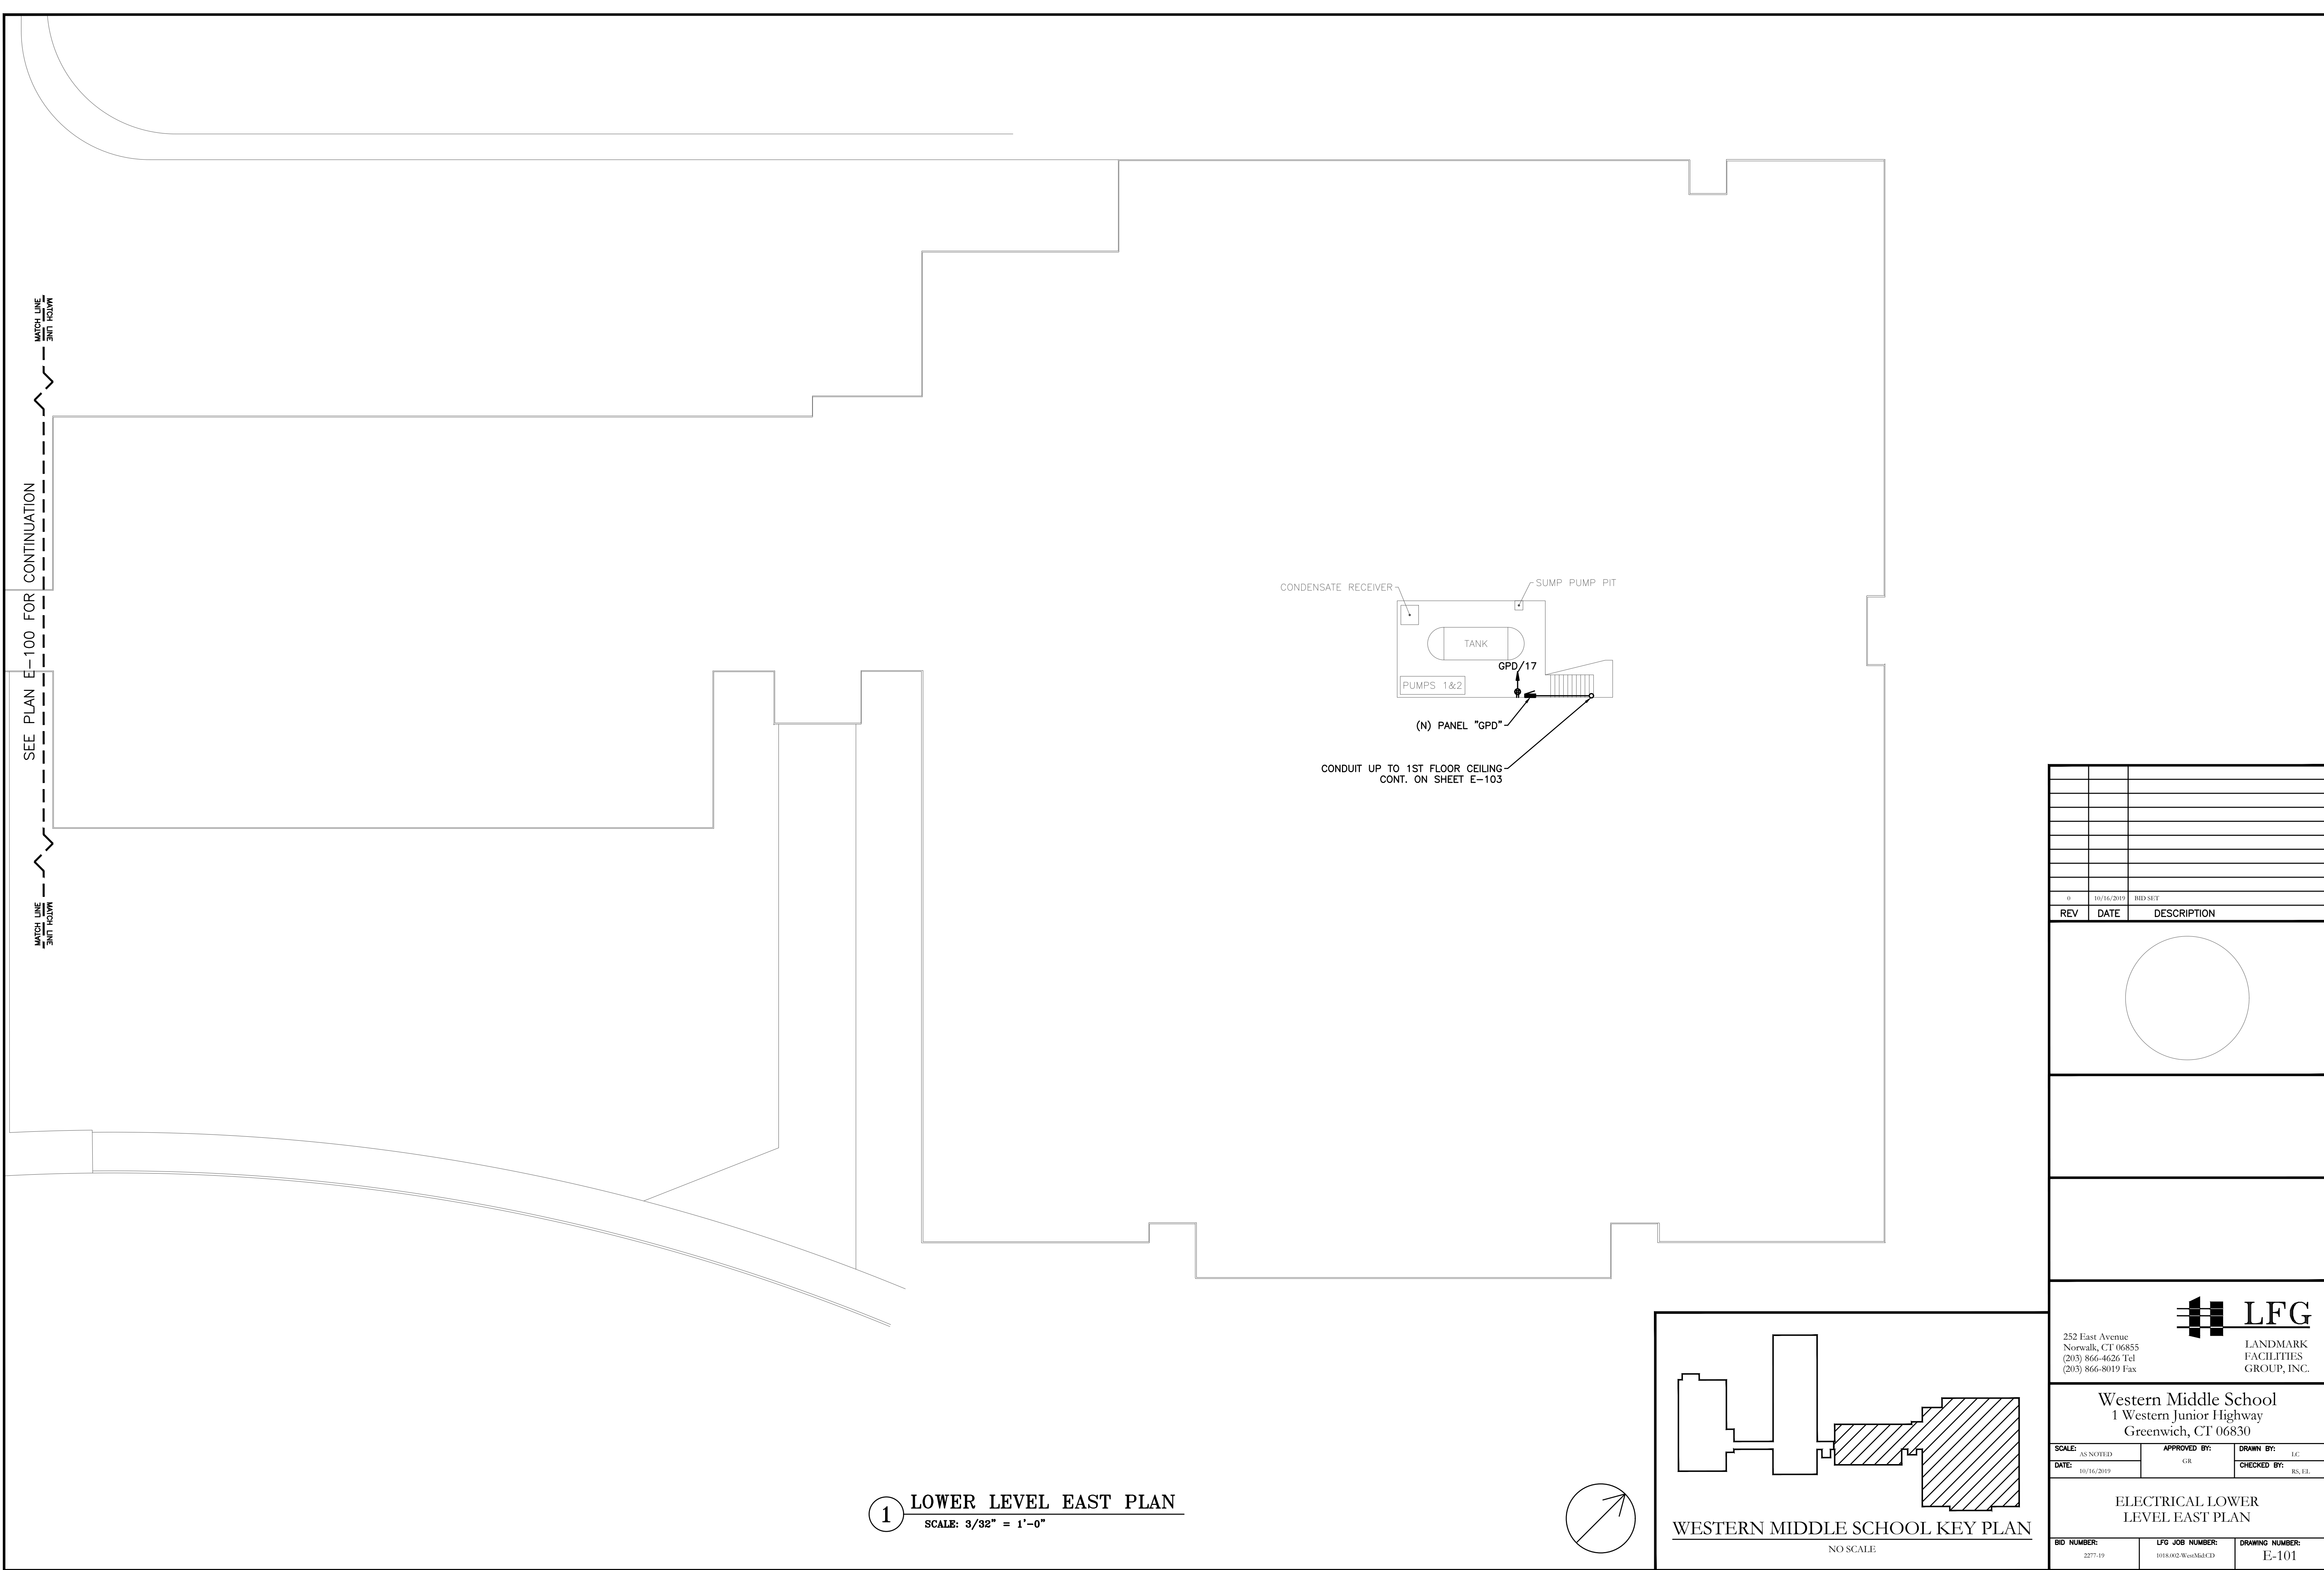 MATCH LINE
MATCH LINE
SEE PLAN E-100 FOR CONTINUATION
MATCH LINE
MATCH LINE
CONDENSATE RECEIVER
SUMP PUMP PIT
TANK
GPD/17
PUMPS 1&2
(N) PANEL "GPD"
CONDUIT UP TO 1ST FLOOR CEILING
CONT. ON SHEET E-103
1
LOWER LEVEL EAST PLAN
SCALE: 3/32" = 1'-0"
WESTERN MIDDLE SCHOOL KEY PLAN
NO SCALE
0 10/16/2019 BID SET
REV DATE DESCRIPTION
252 East Avenue
Norwalk, CT 06855
(203) 866-4626 Tel
(203) 866-8019 Fax
LFG
LANDMARK
FACILITIES
GROUP, INC.
Western Middle School
1 Western Junior Highway
Greenwich, CT 06830
SCALE: AS NOTED
APPROVED BY: GR
DRAWN BY: LC
DATE: 10/16/2019
CHECKED BY: RS, EL
ELECTRICAL LOWER
LEVEL EAST PLAN
BID NUMBER: 2277-19
LFG JOB NUMBER: 1018.002-WestMid:CD
DRAWING NUMBER: E-101